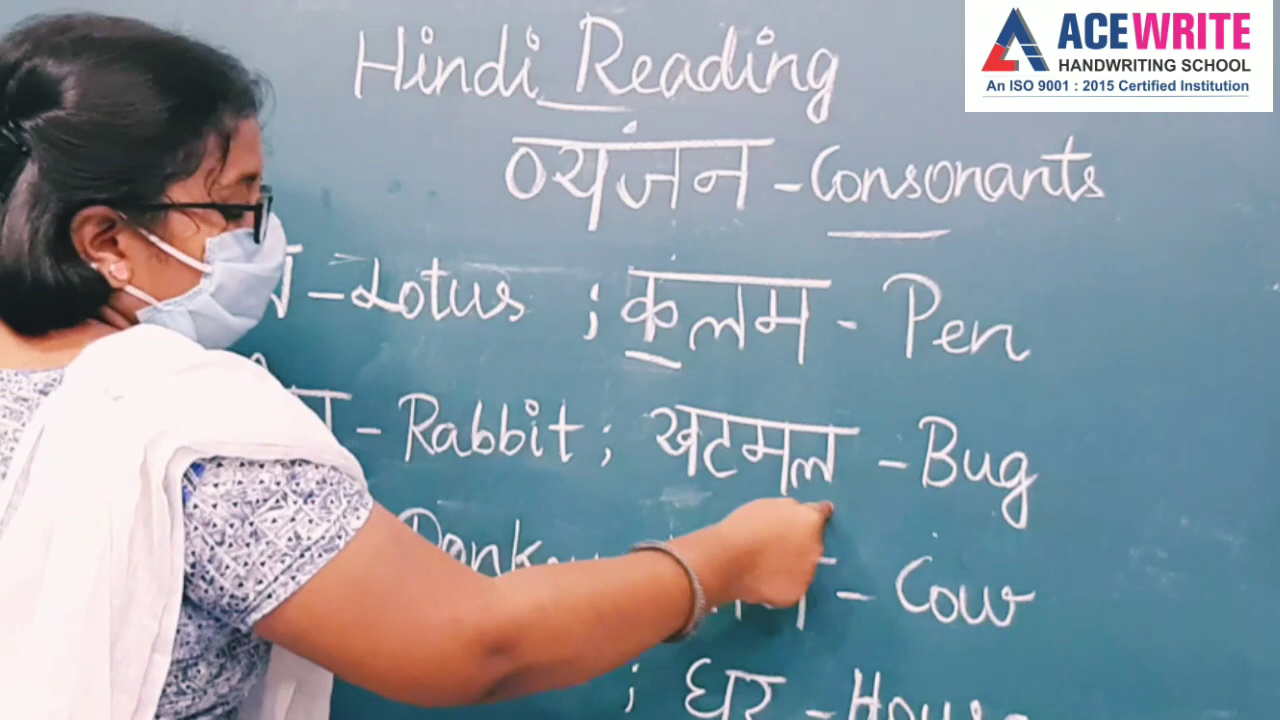 ACEWRITE
HANDWRITING SCHOOL
An ISO 9001 : 2015 Certified Institution
Hindi Reading
व्यंजन - Consonants
- Lotus ; कलम - Pen
- Rabbit ; खटमल - Bug
- Cow
; घर - House